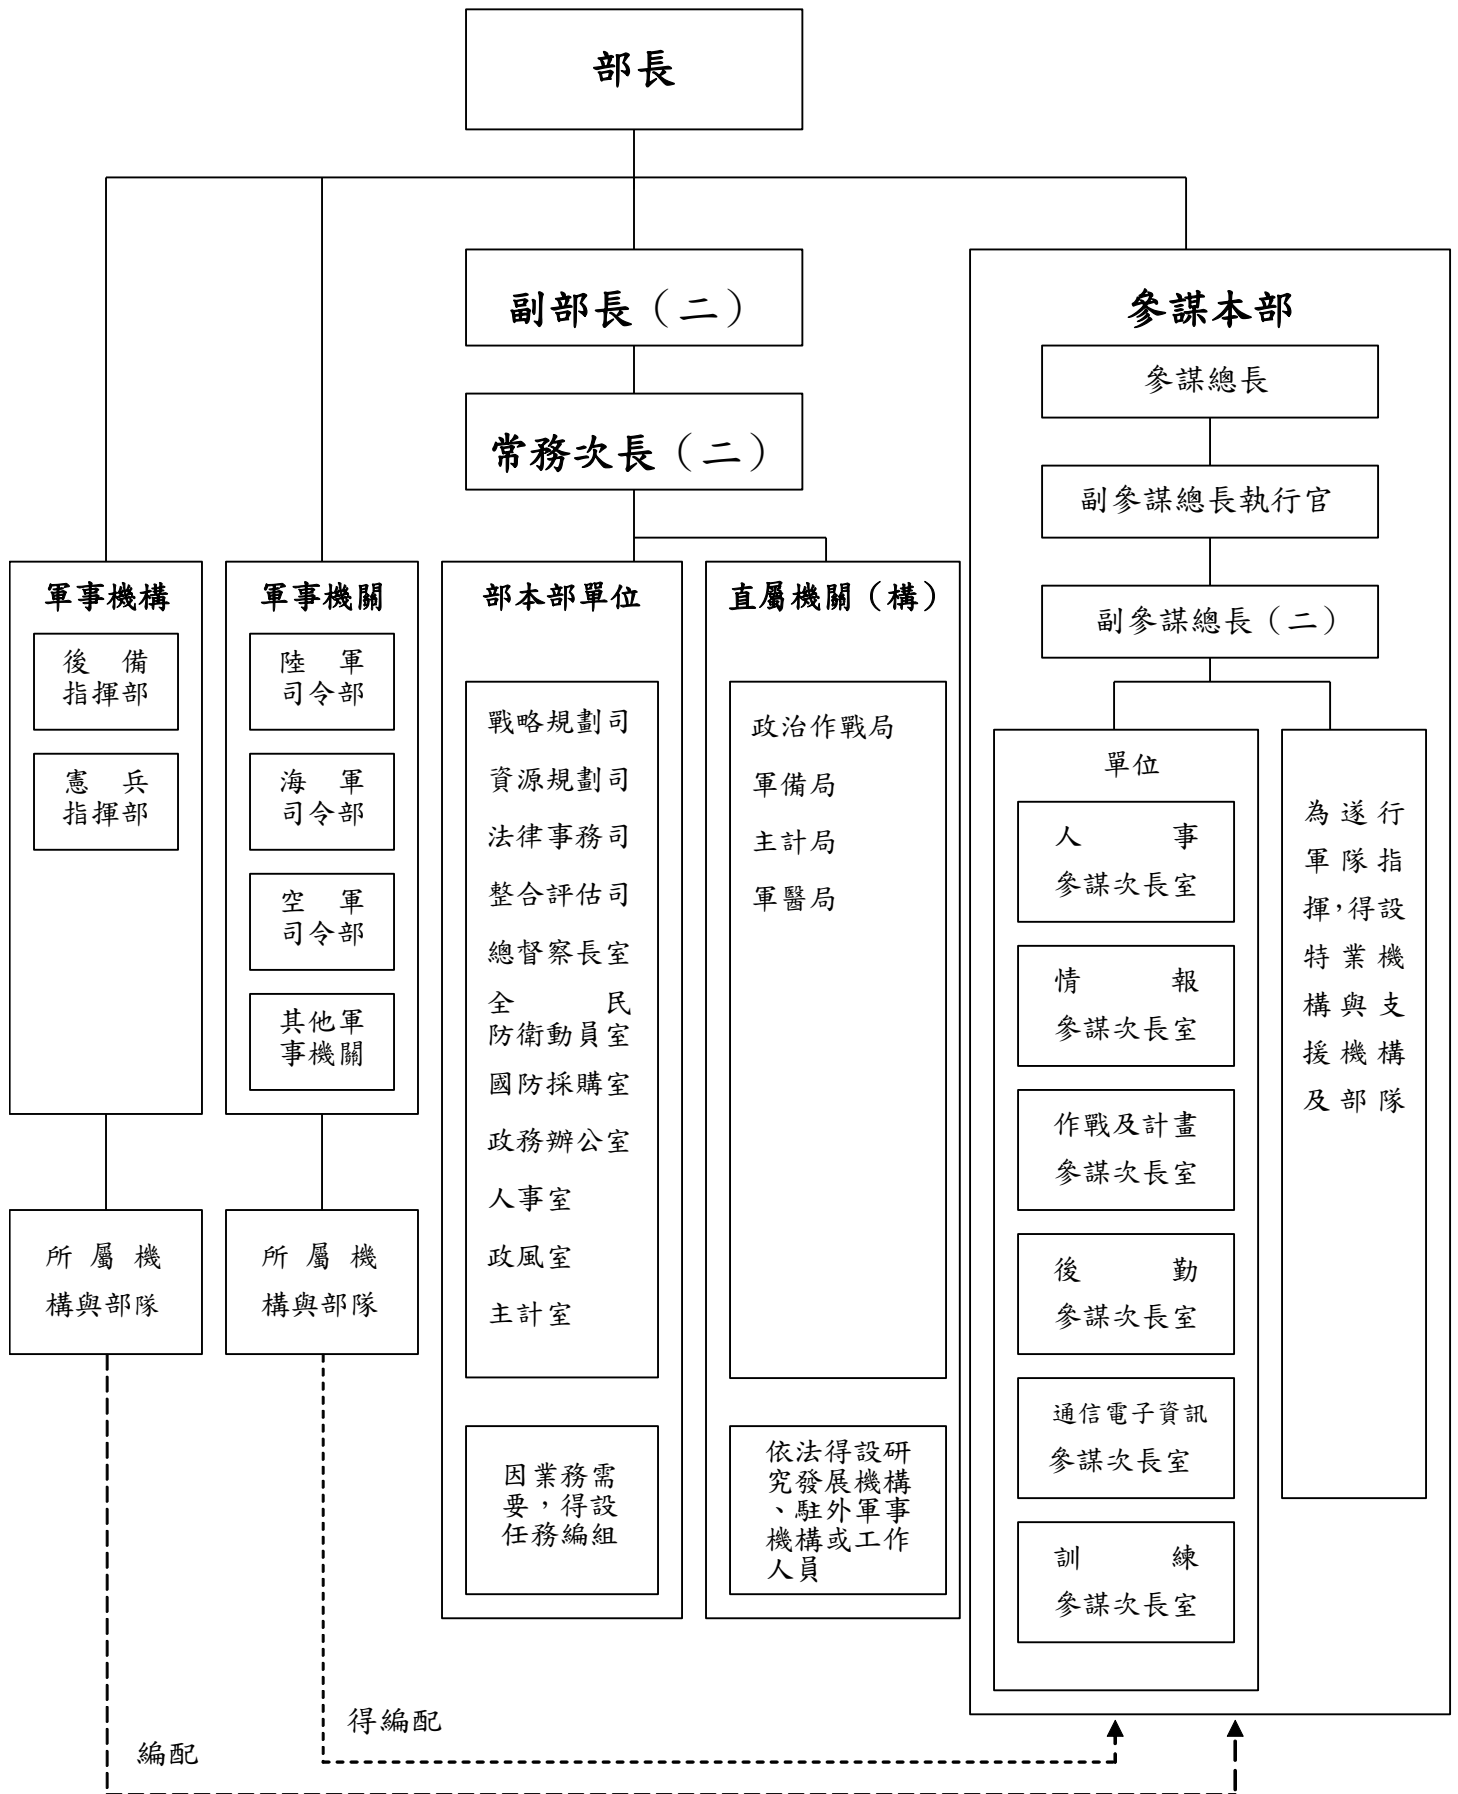 部長
副部長（二）
常務次長（二）
軍事機構
後備
指揮部
憲兵
指揮部
所屬機
構與部隊
軍事機關
陸軍
司令部
海軍
司令部
空軍
司令部
其他軍
事機關
所屬機
構與部隊
部本部單位
戰略規劃司
資源規劃司
法律事務司
整合評估司
總督察長室
全民
防衛動員室
國防採購室
政務辦公室
人事室
政風室
主計室
因業務需
要，得設
任務編組
直屬機關（構）
政治作戰局
軍備局
主計局
軍醫局
依法得設研
究發展機構
、駐外軍事
機構或工作
人員
參謀本部
參謀總長
副參謀總長執行官
副參謀總長（二）
單位
人事
參謀次長室
情報
參謀次長室
作戰及計畫
參謀次長室
後勤
參謀次長室
通信電子資訊
參謀次長室
訓練
參謀次長室
為遂行
軍隊指
揮，得設
特業機
構與支
援機構
及部隊
得編配
編配